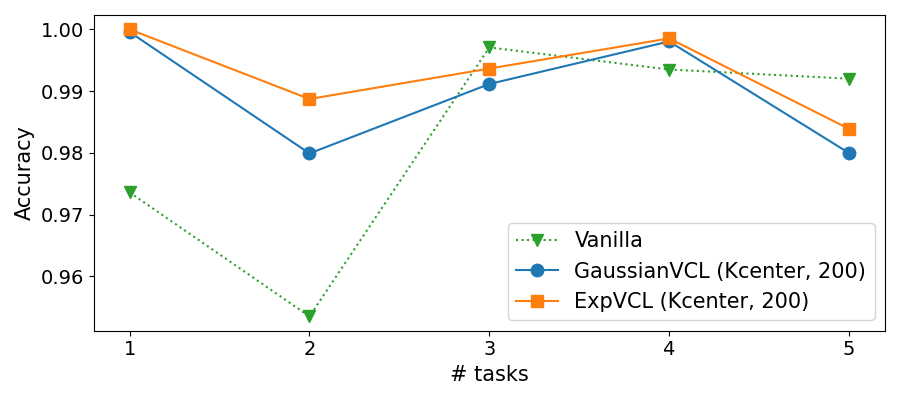 1.00
0.99
0.98
0.97
0.96
Accuracy
Vanilla
GaussianVCL (Kcenter, 200)
ExpVCL (Kcenter, 200)
1 2 3 4 5
# tasks